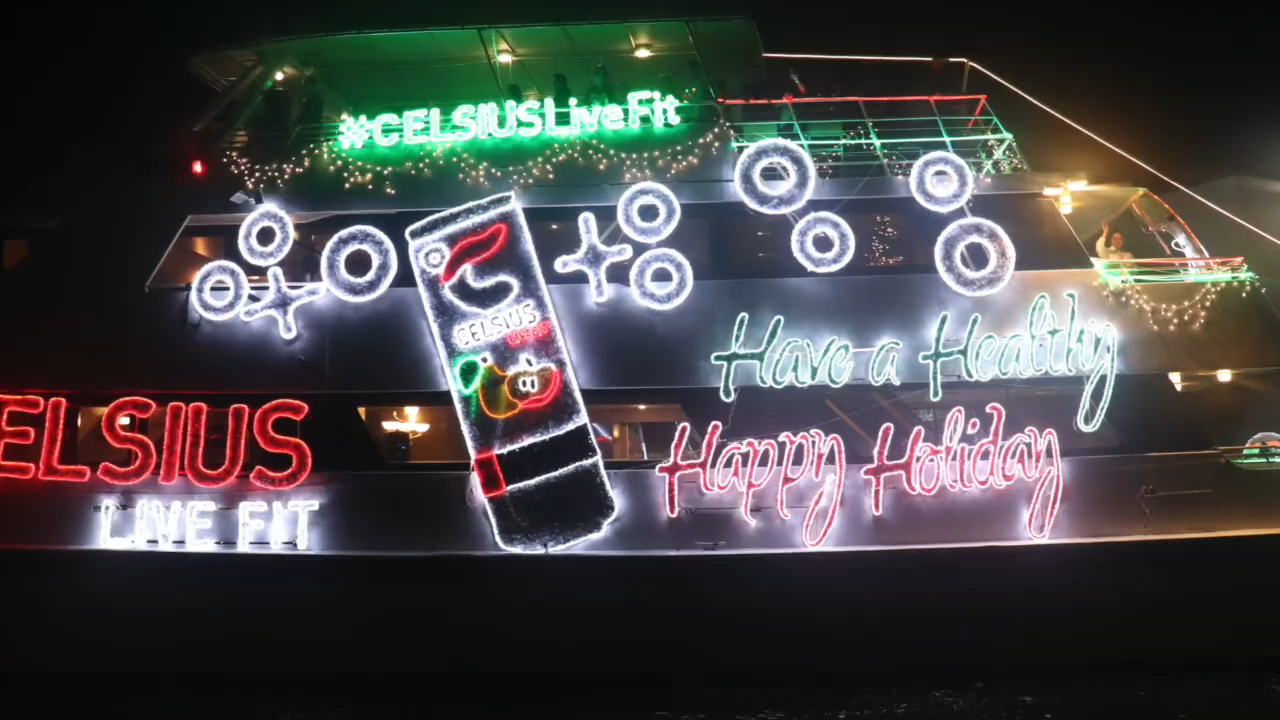 #CELSIUSLiveFit
CELSIUS
Have a Healthy
Happy Holiday
ELSIUS
LIVE FIT